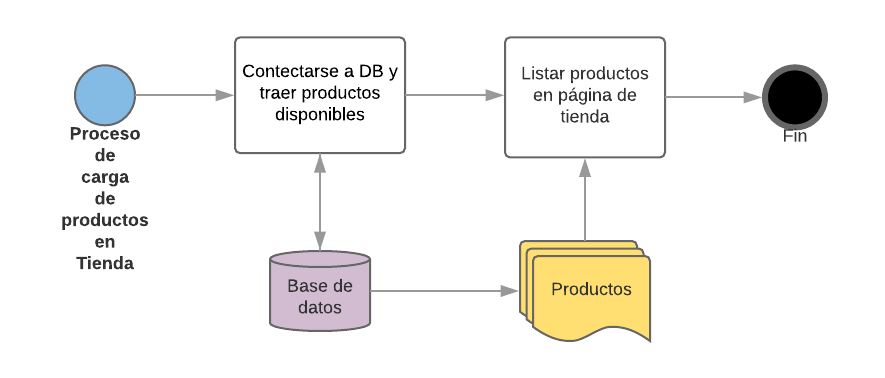 Proceso
de
carga
de
productos
en
Tienda
Contectarse a DB y
traer productos
disponibles
Listar productos
en página de
tienda
Fin
Base de
datos
Productos